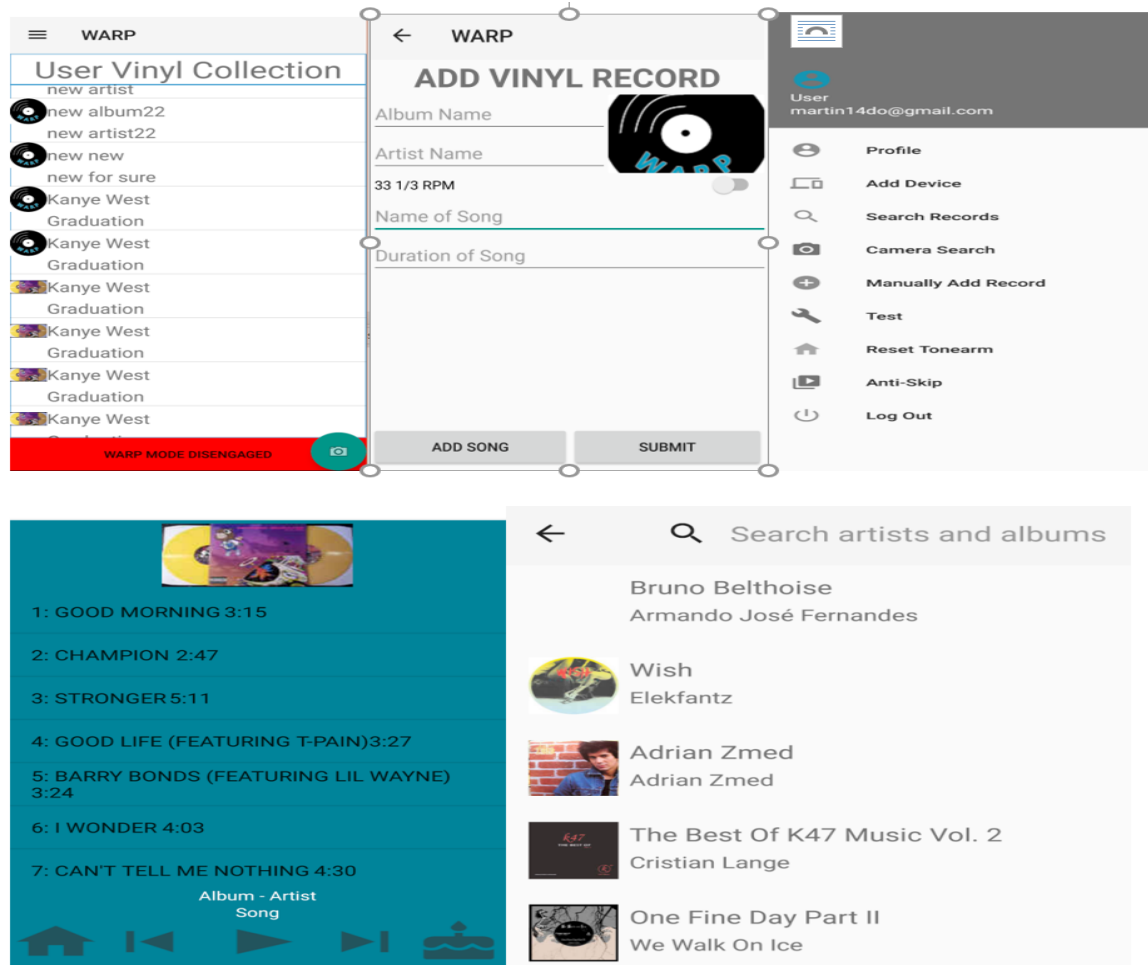 WARP
User Vinyl Collection
new artist
new album22
new artist22
new new
new for sure
Kanye West
Graduation
Kanye West
Graduation
Kanye West
Graduation
Kanye West
Graduation
Kanye West
Graduation
Kanye West
WARP MODE DISENGAGED
WARP
ADD VINYL RECORD
Album Name
Artist Name
WARP
33 1/3 RPM
Name of Song
Duration of Song
ADD SONG
SUBMIT
User
martin14do@gmail.com
Profile
Add Device
Search Records
Camera Search
Manually Add Record
Test
Reset Tonearm
Anti-Skip
Log Out
1: GOOD MORNING 3:15
2: CHAMPION 2:47
3: STRONGER 5:11
4: GOOD LIFE (FEATURING T-PAIN)3:27
5: BARRY BONDS (FEATURING LIL WAYNE)
3:24
6: I WONDER 4:03
7: CAN'T TELL ME NOTHING 4:30
Album - Artist
Song
Search artists and albums
Bruno Belthoise
Armando José Fernandes
Wish
Elekfantz
Adrian Zmed
Adrian Zmed
K47
THE BEST OF
The Best Of K47 Music Vol. 2
Cristian Lange
One Fine Day Part II
We Walk On Ice